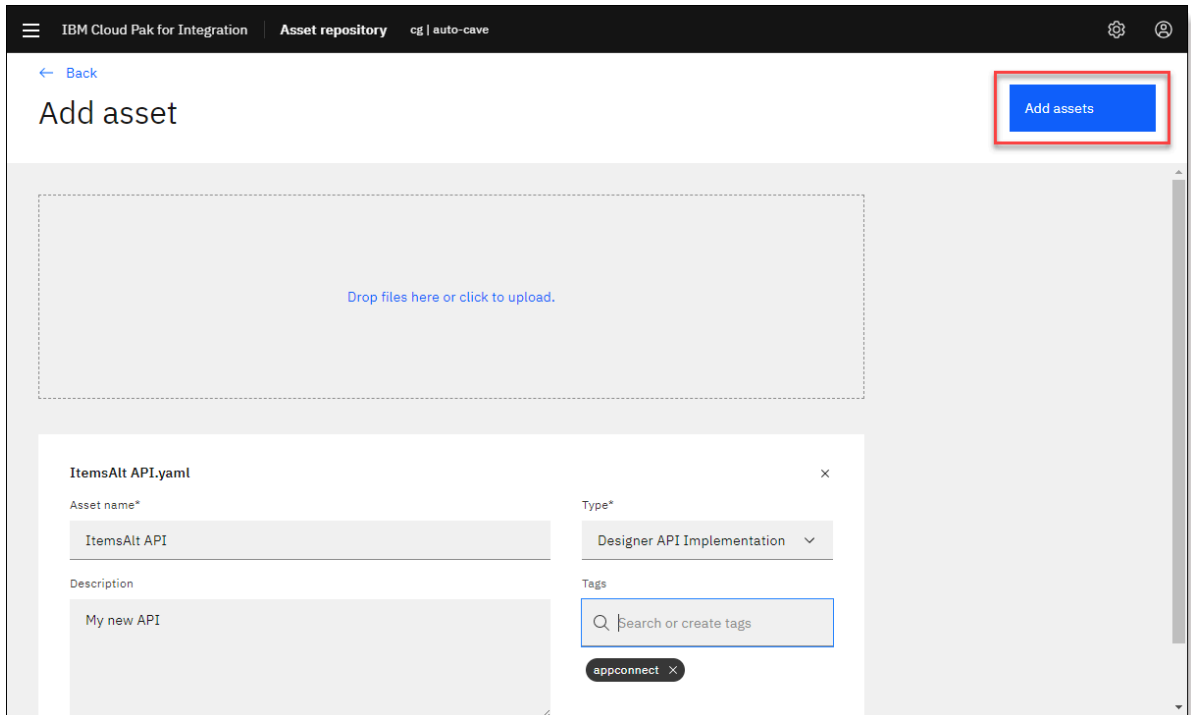 IBM Cloud Pak for Integration Asset repository cg | auto-cave
← Back
Add asset
Add assets
Drop files here or click to upload.
ItemsAlt API.yaml
Asset name*
Type*
ItemsAlt API
Designer API Implementation
Description
Tags
My new API
Search or create tags
appconnect